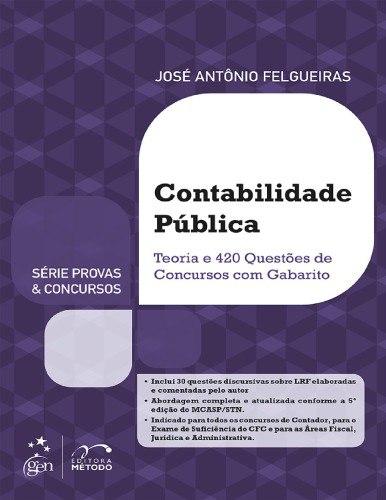 JOSÉ ANTÔNIO FELGUEIRAS
Contabilidade
Pública
Teoria e 420 Questões de
Concursos com Gabarito
SÉRIE PROVAS
& CONCURSOS
• Inclui 30 questões discursivas sobre LRF elaboradas
e comentadas pelo autor
• Abordagem completa e atualizada conforme a 5ª
edição do MCASP/STN.
• Indicado para todos os concursos de Contador, para o
Exame de Suficiência do CFC e para as Áreas Fiscal,
Jurídica e Administrativa.
gen
EDITORA
MÉTODO